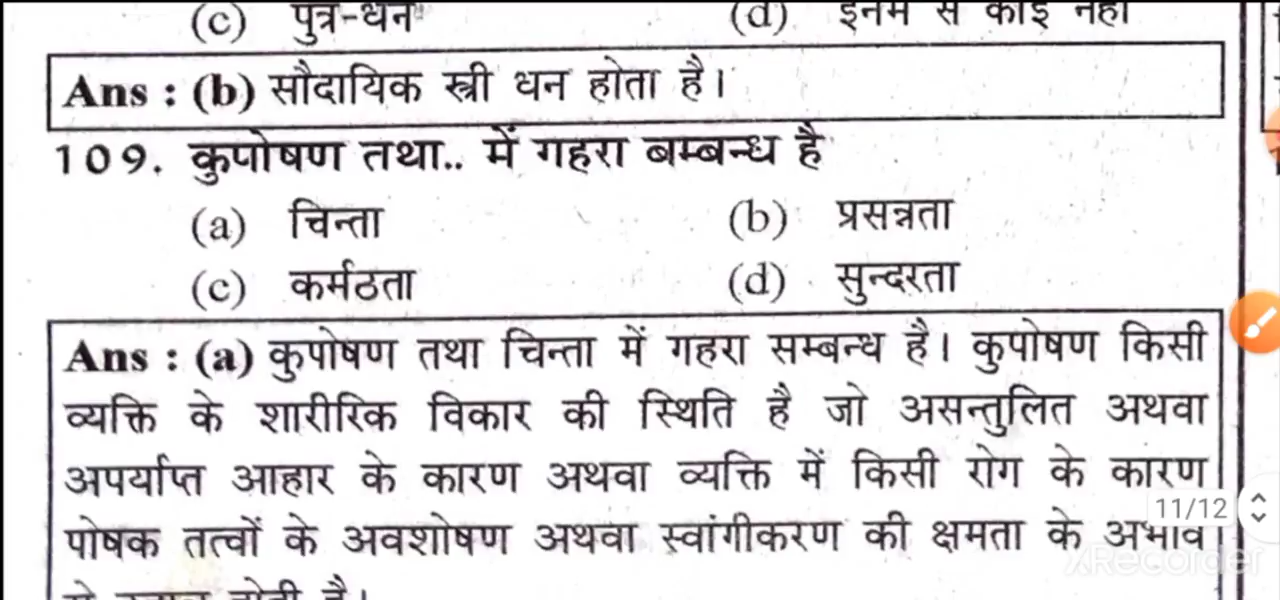 (c) पुत्र-धन (d) इनमें से कोई नहीं
Ans : (b) सौदायिक स्त्री धन होता है।
109. कुपोषण तथा.. में गहरा बम्बन्ध है
(a) चिन्ता (b) प्रसन्नता
(c) कर्मठता (d) सुन्दरता
Ans : (a) कुपोषण तथा चिन्ता में गहरा सम्बन्ध है। कुपोषण किसी
व्यक्ति के शारीरिक विकार की स्थिति है जो असन्तुलित अथवा
अपर्याप्त आहार के कारण अथवा व्यक्ति में किसी रोग के कारण
11/12
पोषक तत्वों के अवशोषण अथवा स्वांगीकरण की क्षमता के अभाव
XRecorder
होती है।